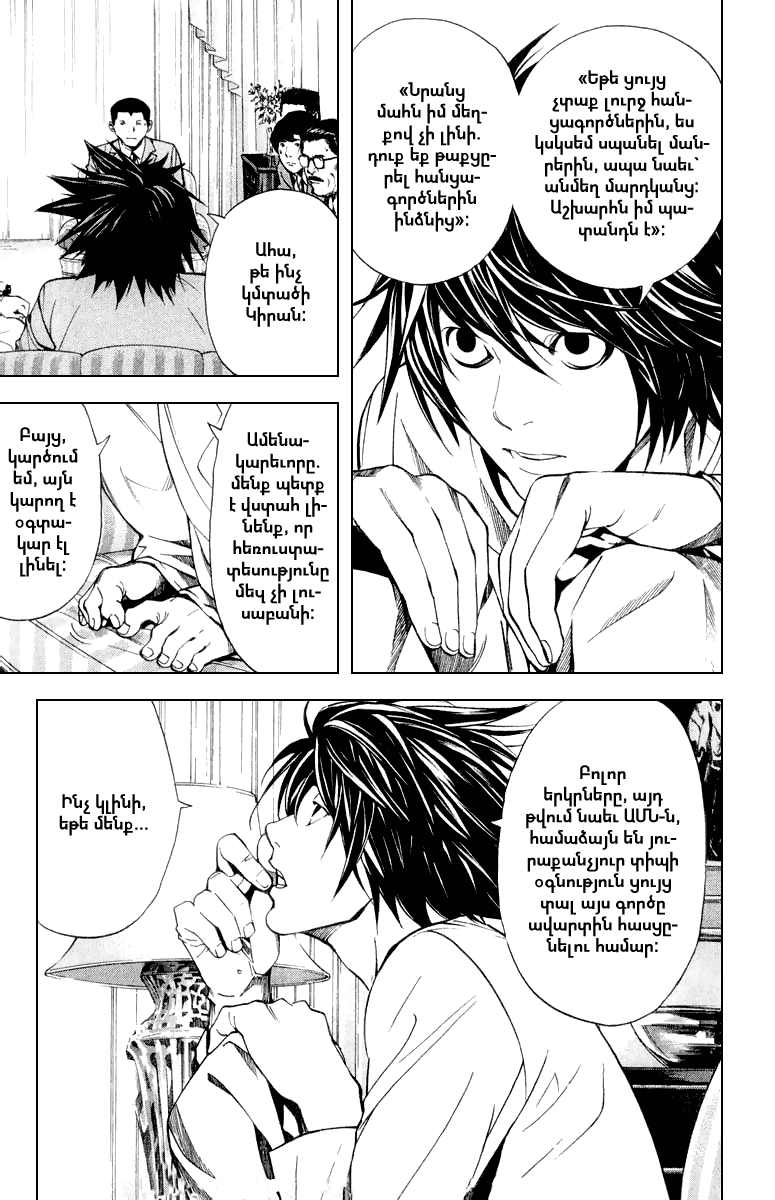 «Եթե ցույց
չտաք լուրջ հան-
ցագործներին, ես
կսկսեմ սպանել ման-
րերին, ապա նաեւ՝
անմեղ մարդկանց:
Աշխարհն իմ պա-
տանդն է»:
«Նրանց
մահն իմ մեղ-
քով չի լինի.
դուք եք թաքցը-
րել հանցա-
գործներին
ինձնից»:
Ահա,
թե ինչ
կմտածի
Կիրան:
Ամենա-
կարեւորը.
մենք պետք
է վստահ լի-
նենք, որ
հեռուստա-
տեսությունը
մեզ չի լու-
սաբանի:
Բայց,
կարծում
եմ, այն
կարող է
օգտա-
կար էլ
լինել:
Բոլոր
երկրները, այդ
թվում նաեւ ԱՄՆ-ն,
համաձայն են յու-
րաքանչյուր տիպի
օգնություն ցույց
տալ այս գործը
ավարտին հասցը-
նելու համար:
Ինչ կլինի,
եթե մենք...